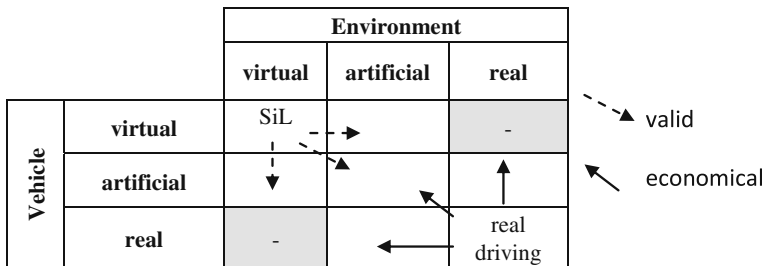 Environment
virtual artificial real
Vehicle
virtual SiL -
artificial
real - real
driving
valid
economical